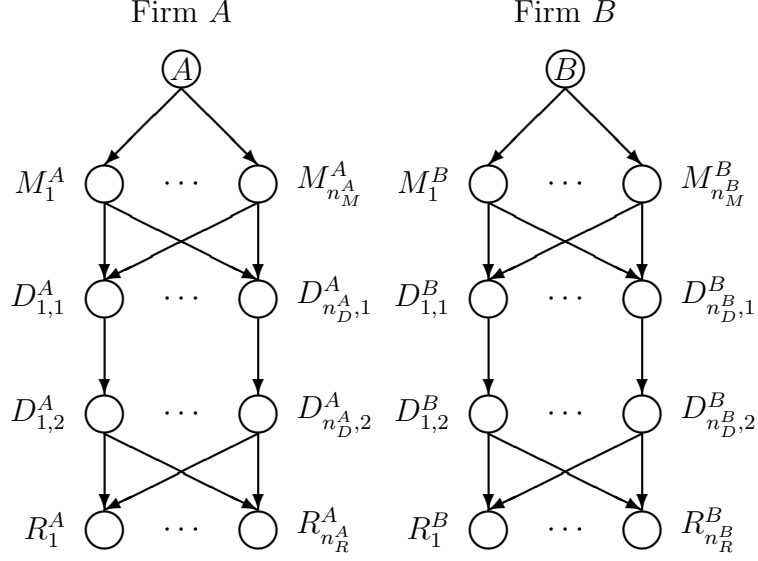 Firm A Firm B
A B
M_1^A ... M_{n_M^A}^A M_1^B ... M_{n_M^B}^B
D_{1,1}^A ... D_{n_D^A,1}^A D_{1,1}^B ... D_{n_D^B,1}^B
D_{1,2}^A ... D_{n_D^A,2}^A D_{1,2}^B ... D_{n_D^B,2}^B
R_1^A ... R_{n_R^A}^A R_1^B ... R_{n_R^B}^B